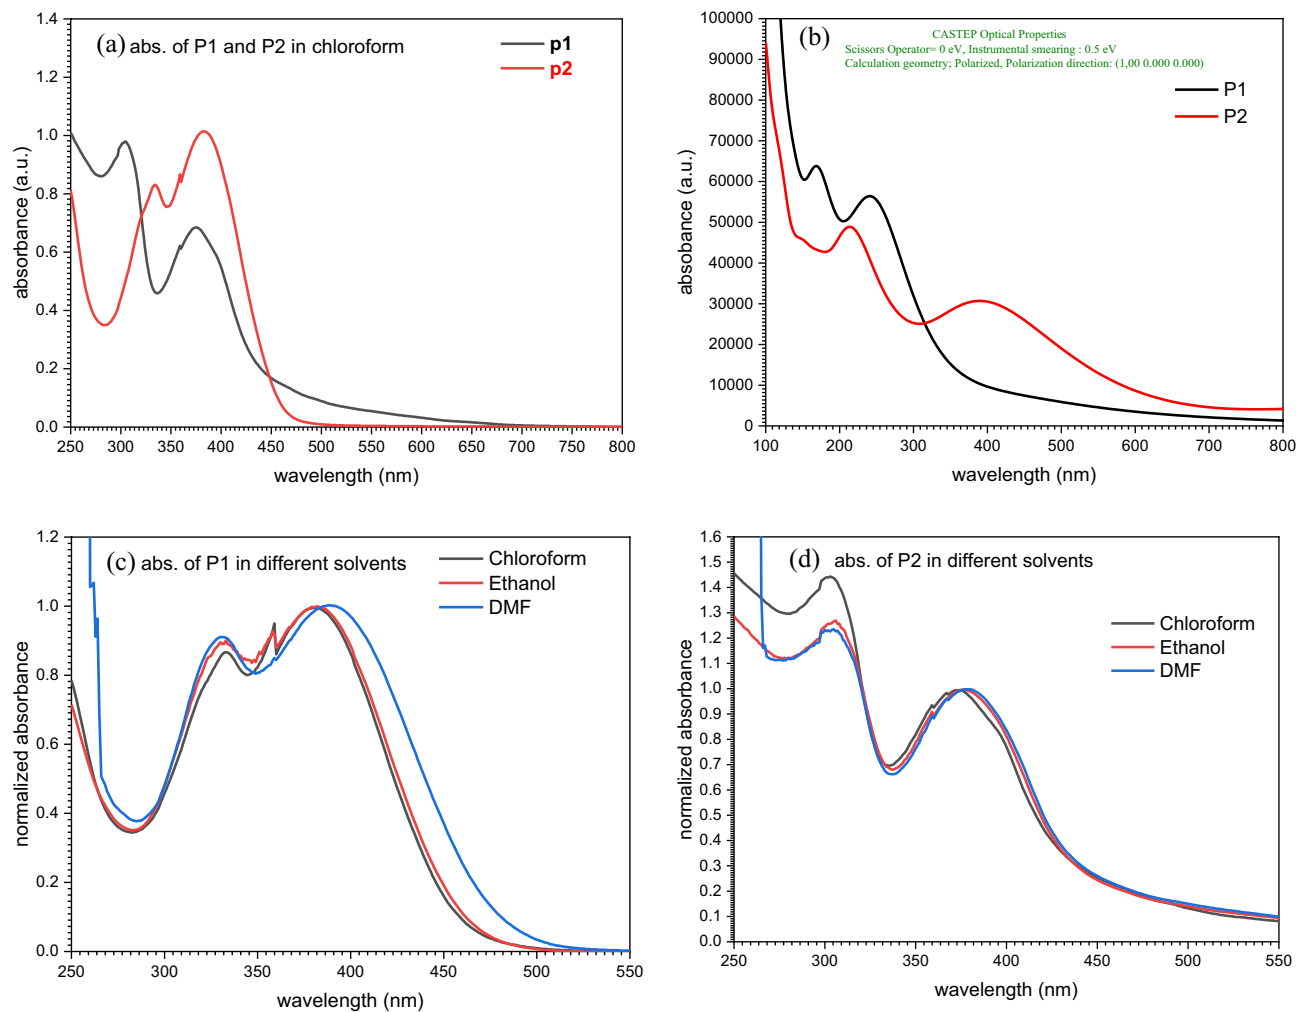 (a) abs. of P1 and P2 in chloroform
p1
p2
1.4
1.2
1.0
0.8
0.6
0.4
0.2
0.0
absorbance (a.u.)
250 300 350 400 450 500 550 600 650 700 750 800
wavelength (nm)
(b)
CASTEP Optical Properties
Scissors Operator= 0 eV, Instrumental smearing : 0.5 eV
Calculation geometry; Polarized, Polarization direction: (1,00 0.000 0.000)
P1
P2
100000
90000
80000
70000
60000
50000
40000
30000
20000
10000
0
absobance (a.u.)
100 200 300 400 500 600 700 800
wavelength (nm)
(c) abs. of P1 in different solvents
Chloroform
Ethanol
DMF
1.2
1.0
0.8
0.6
0.4
0.2
0.0
normalized absorbance
250 300 350 400 450 500 550
wavelength (nm)
(d) abs. of P2 in different solvents
Chloroform
Ethanol
DMF
1.6
1.5
1.4
1.3
1.2
1.1
1.0
0.9
0.8
0.7
0.6
0.5
0.4
0.3
0.2
0.1
0.0
normalized absorbance
250 300 350 400 450 500 550
wavelength (nm)